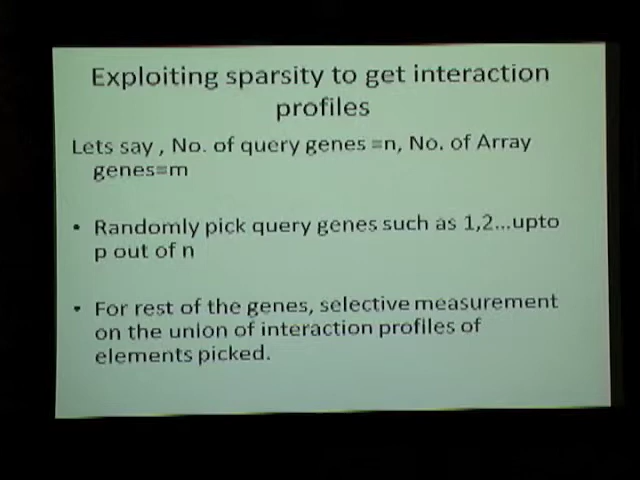 Exploiting sparsity to get interaction
profiles
Lets say , No. of query genes =n, No. of Array
genes=m
• Randomly pick query genes such as 1,2...upto
p out of n
• For rest of the genes, selective measurement
on the union of interaction profiles of
elements picked.